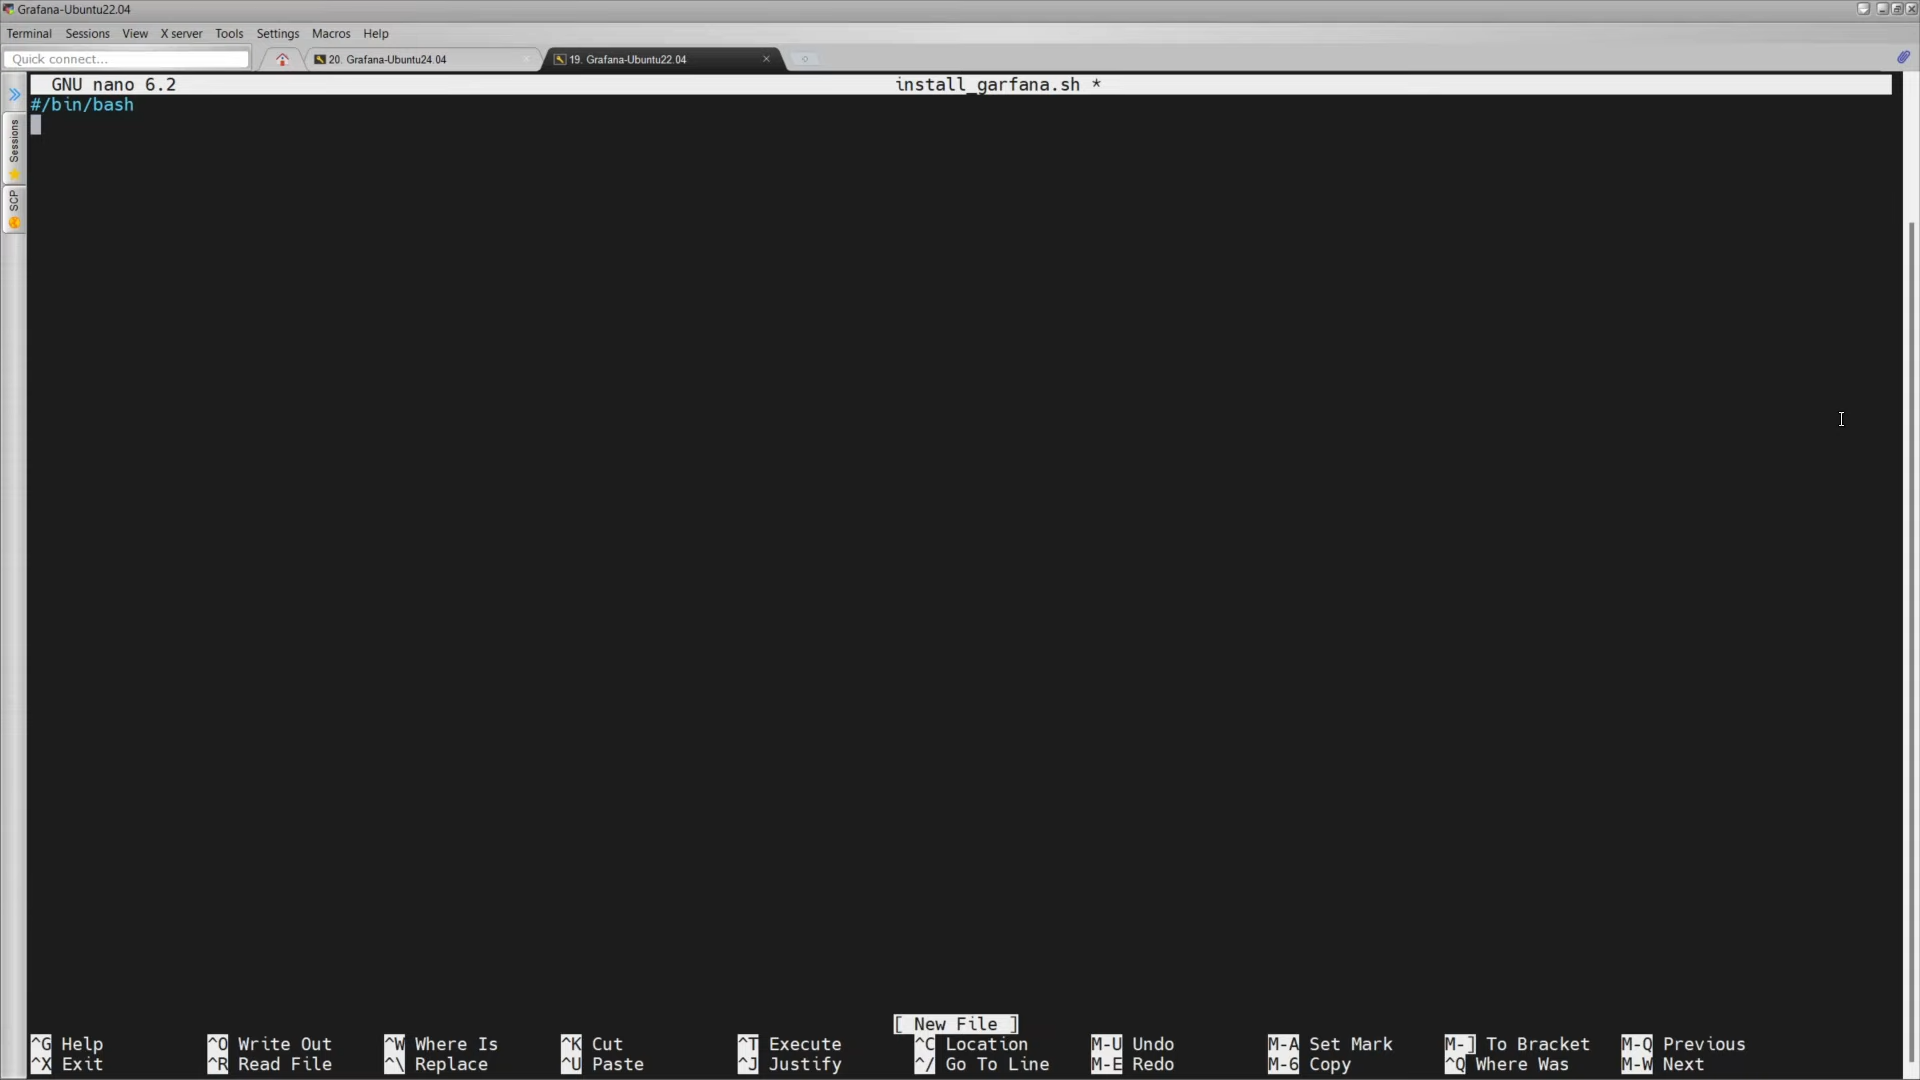 Grafana-Ubuntu22.04
Terminal Sessions View X server Tools Settings Macros Help
Quick connect... 20. Grafana-Ubuntu24.04 19. Grafana-Ubuntu22.04
GNU nano 6.2 install_garfana.sh *
#/bin/bash
Sessions
SCP
[ New File ]
^G Help ^O Write Out ^W Where Is ^K Cut ^T Execute ^C Location M-U Undo M-A Set Mark M-] To Bracket M-Q Previous
^X Exit ^R Read File ^\ Replace ^U Paste ^J Justify ^/ Go To Line M-E Redo M-6 Copy ^Q Where Was M-W Next